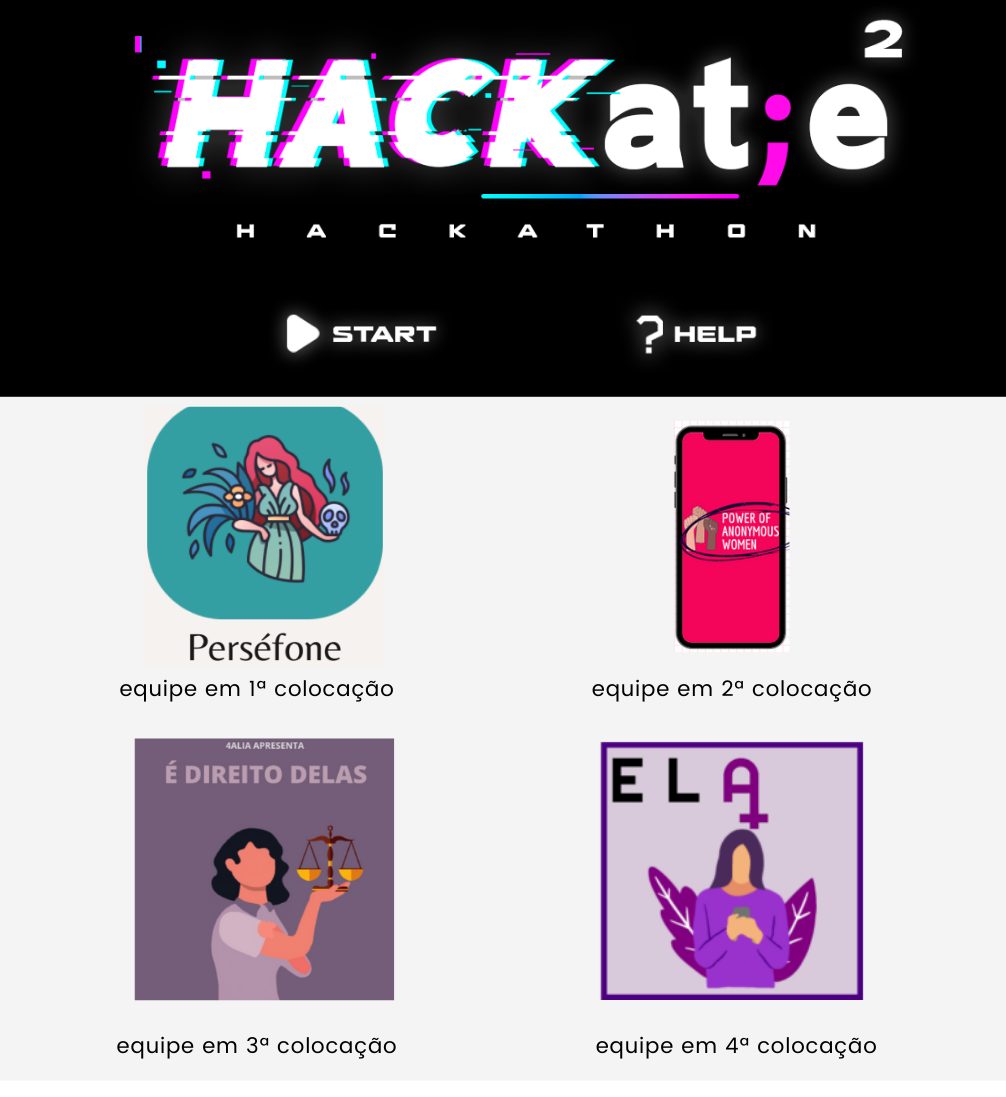 HACKat;e²
HACKATHON
START
? HELP
POWER OF
ANONYMOUS
WOMEN
Perséfone
equipe em 1ª colocação
equipe em 2ª colocação
4ALIA APRESENTA
É DIREITO DELAS
ELA
equipe em 3ª colocação
equipe em 4ª colocação